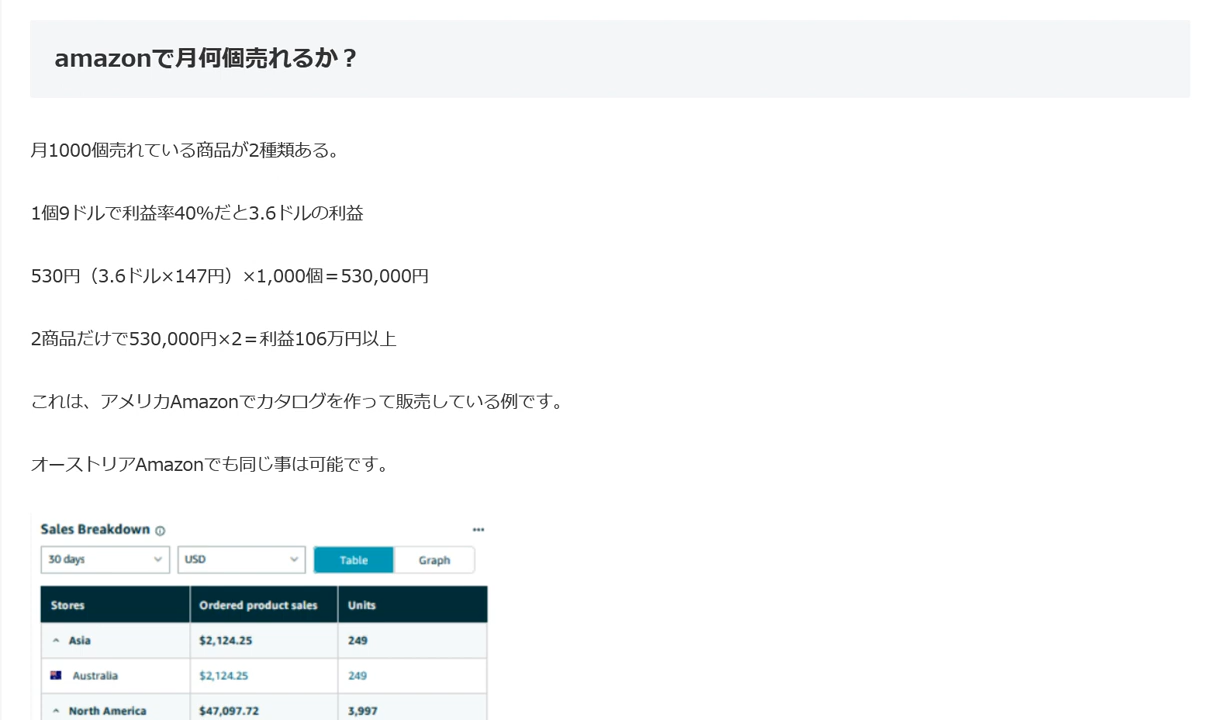 amazonで月何個売れるか？
月1000個売れている商品が2種類ある。
1個9ドルで利益率40%だと3.6ドルの利益
530円（3.6ドル×147円）×1,000個＝530,000円
2商品だけで530,000円×2＝利益106万円以上
これは、アメリカAmazonでカタログを作って販売している例です。
オーストリアAmazonでも同じ事は可能です。
Sales Breakdown
30 days USD Table Graph
Stores Ordered product sales Units
Asia $2,124.25 249
Australia $2,124.25 249
North America $47,097.72 3,997